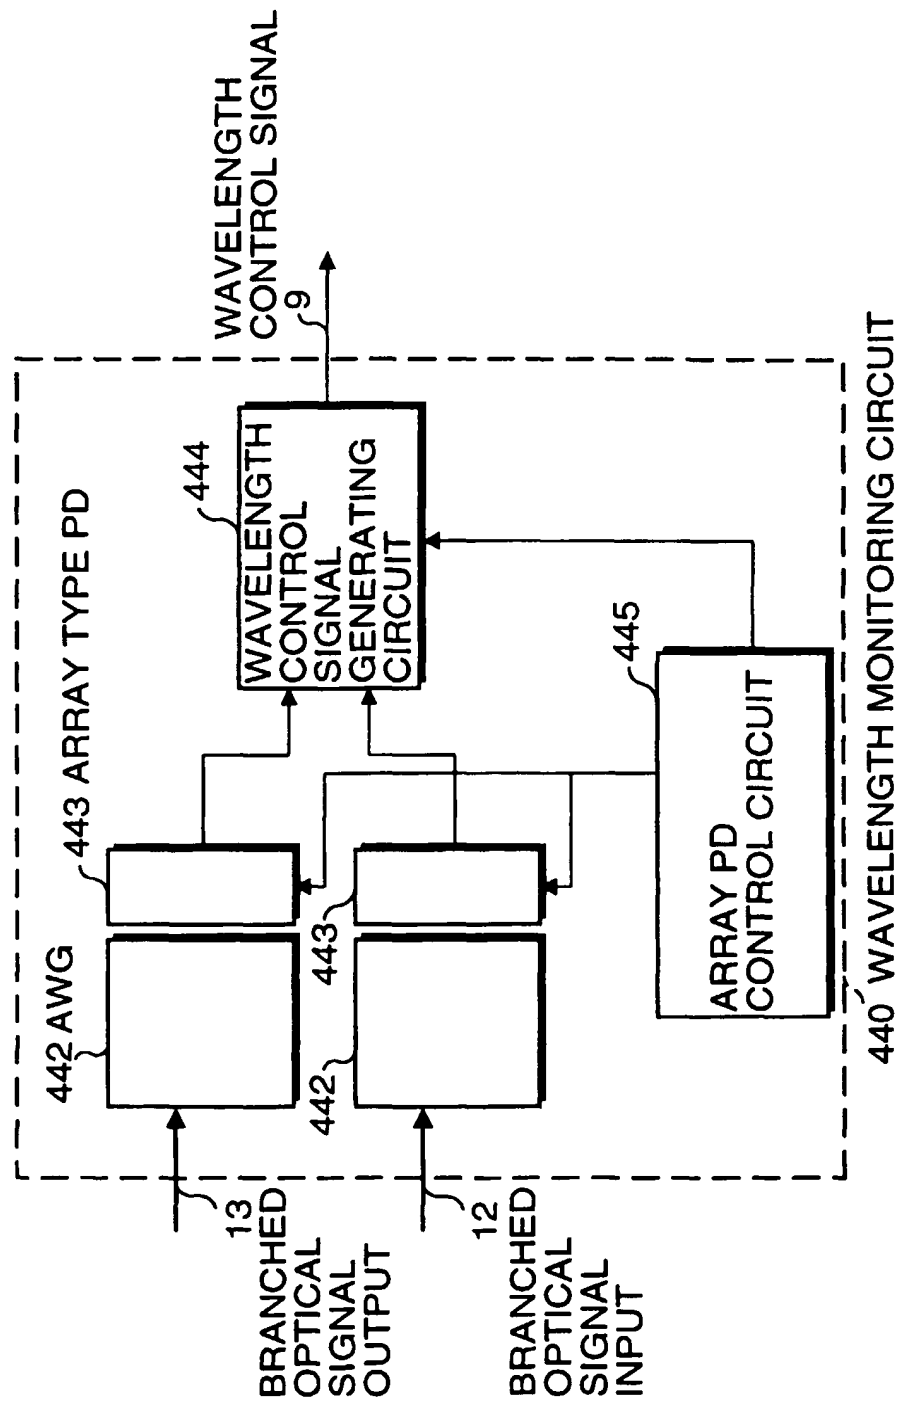 442 AWG
443 ARRAY TYPE PD
444
WAVELENGTH
CONTROL SIGNAL
9
WAVELENGTH
CONTROL
SIGNAL
GENERATING
CIRCUIT
13
BRANCHED
OPTICAL
SIGNAL
OUTPUT
442
443
12
BRANCHED
OPTICAL
SIGNAL
INPUT
445
ARRAY PD
CONTROL CIRCUIT
440 WAVELENGTH MONITORING CIRCUIT